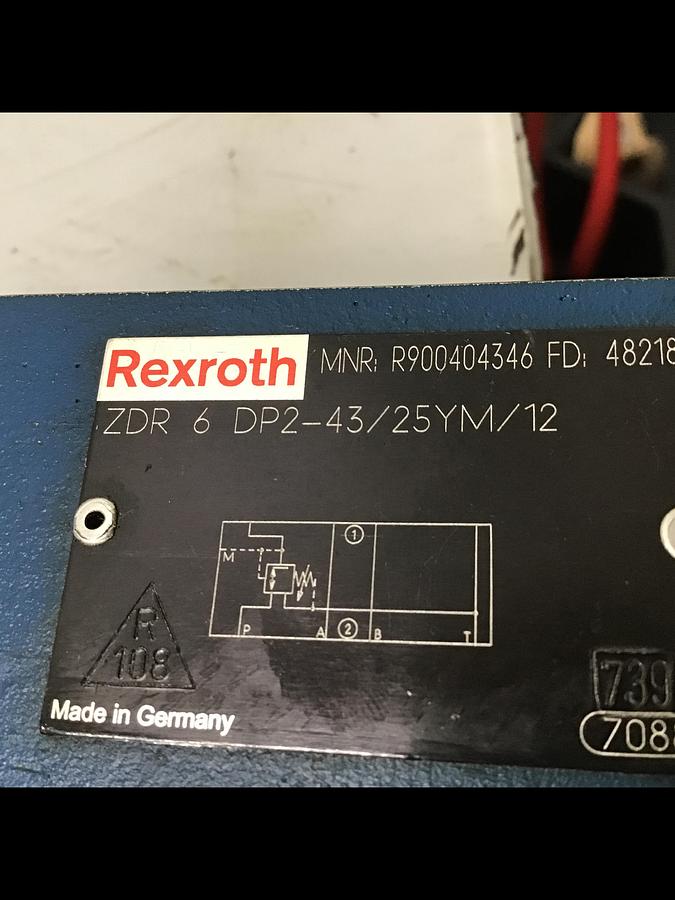 Rexroth MNR: R900404346 FD: 48218
ZDR 6 DP2-43/25YM/12
1
M
P A 2 B T
R
108
739
Made in Germany
708